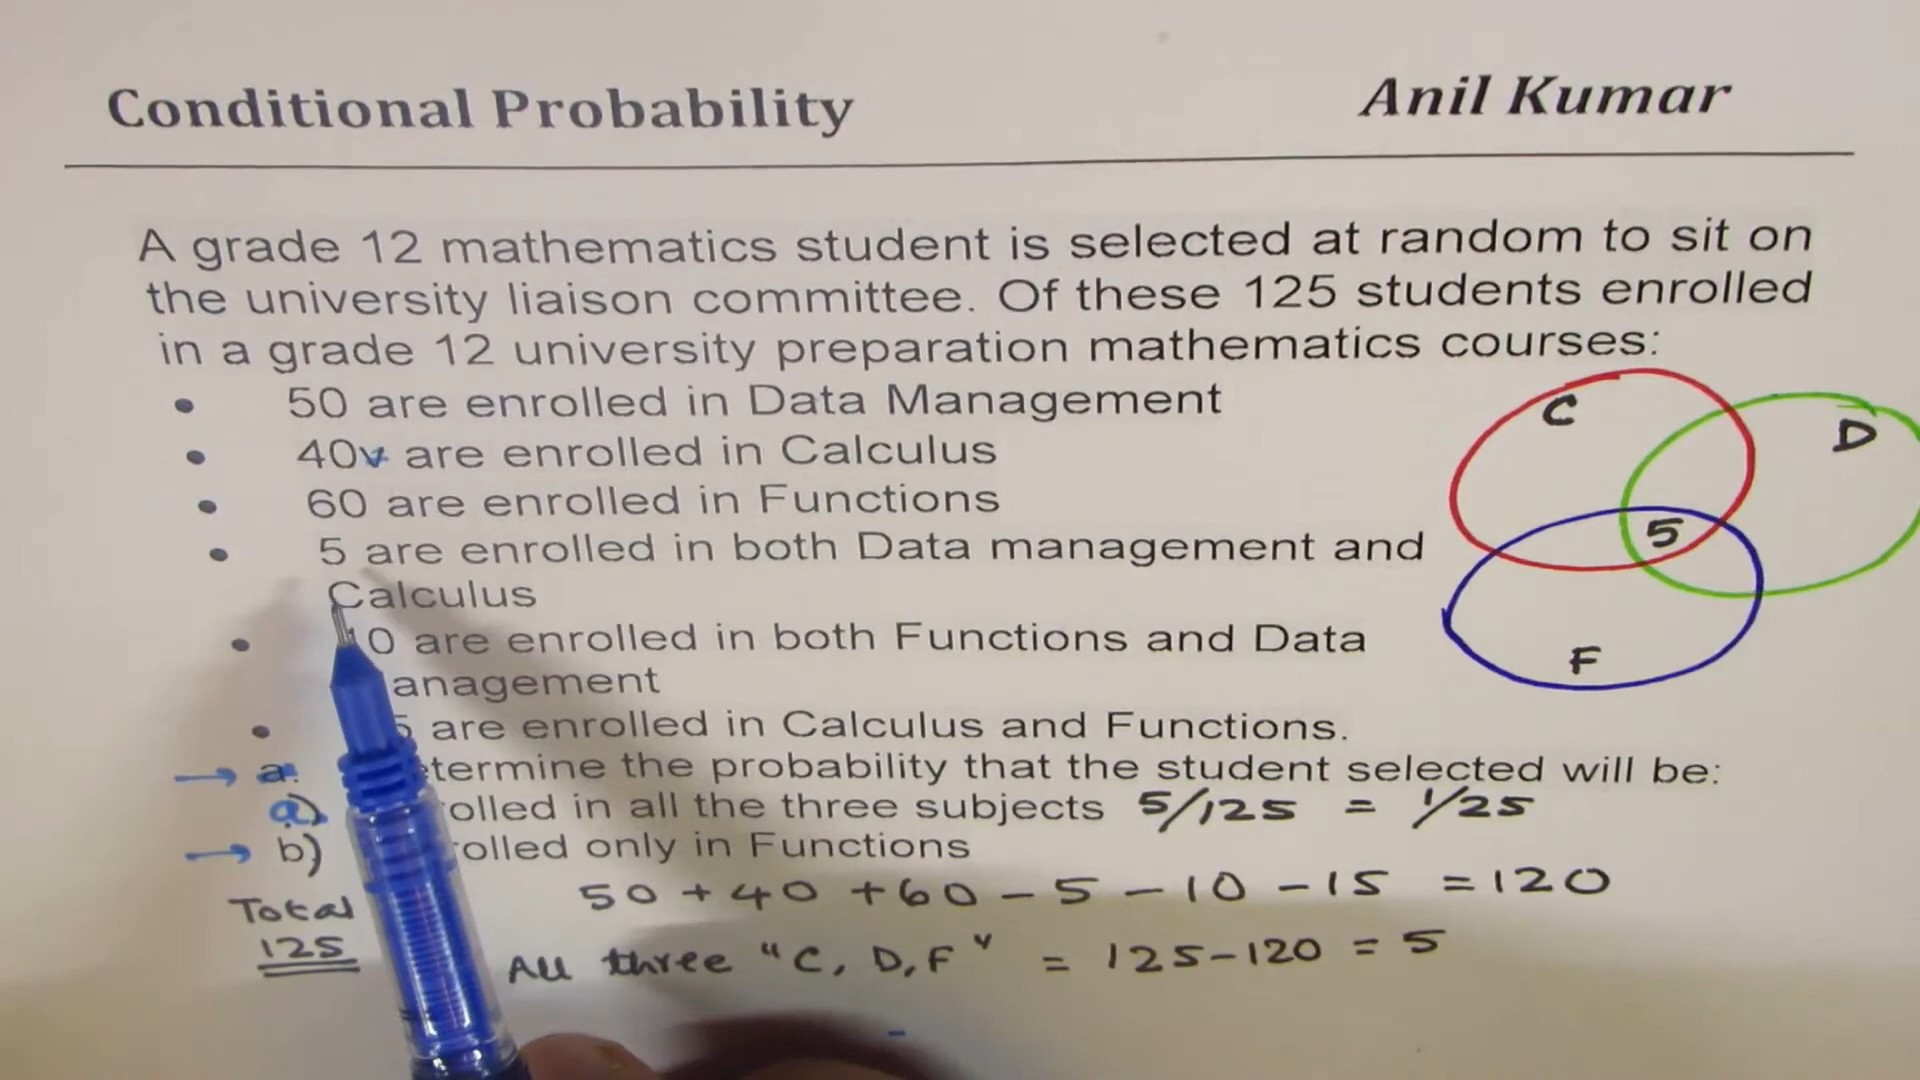 Conditional Probability
Anil Kumar
A grade 12 mathematics student is selected at random to sit on
the university liaison committee. Of these 125 students enrolled
in a grade 12 university preparation mathematics courses:
• 50 are enrolled in Data Management
• 40 are enrolled in Calculus
• 60 are enrolled in Functions
• 5 are enrolled in both Data management and
Calculus
• 0 are enrolled in both Functions and Data
anagement
• 5 are enrolled in Calculus and Functions.
→ a. termine the probability that the student selected will be:
a) olled in all the three subjects 5/125 = 1/25
→ b) olled only in Functions
50 + 40 + 60 - 5 - 10 - 15 = 120
Total
125
All three "C, D, F" = 125-120 = 5
C
D
5
F